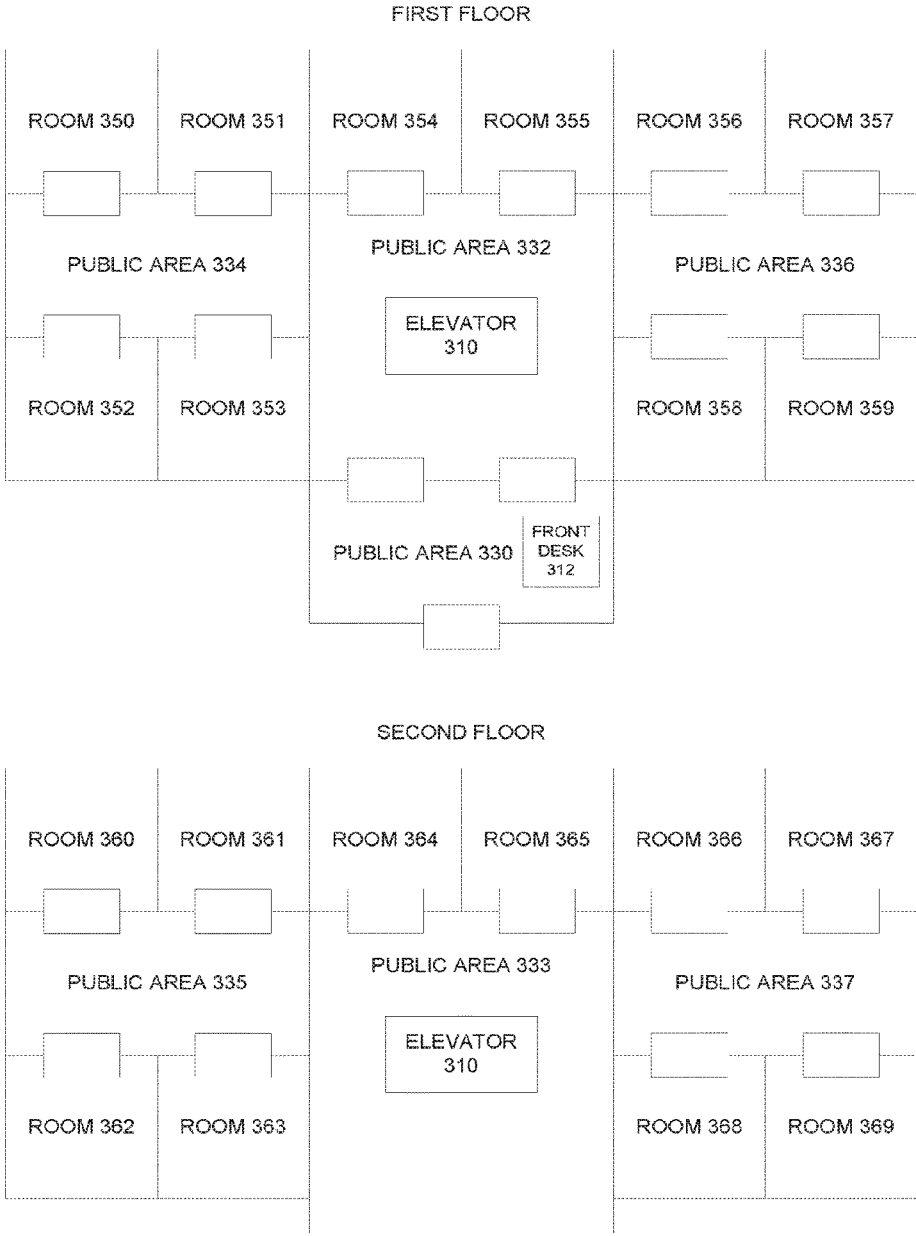 FIRST FLOOR
ROOM 350 ROOM 351 ROOM 354 ROOM 355 ROOM 356 ROOM 357
PUBLIC AREA 334 PUBLIC AREA 332 PUBLIC AREA 336
ELEVATOR
310
ROOM 352 ROOM 353 ROOM 358 ROOM 359
PUBLIC AREA 330
FRONT
DESK
312
SECOND FLOOR
ROOM 360 ROOM 361 ROOM 364 ROOM 365 ROOM 366 ROOM 367
PUBLIC AREA 335 PUBLIC AREA 333 PUBLIC AREA 337
ELEVATOR
310
ROOM 362 ROOM 363 ROOM 368 ROOM 369